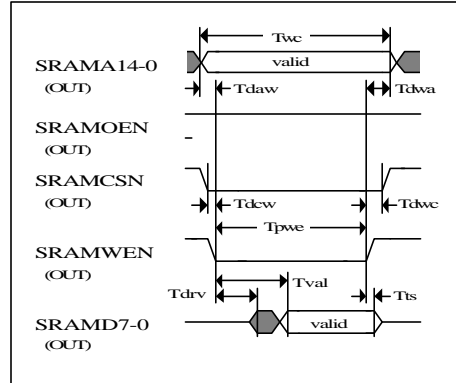 Twc
SRAMA14-0 valid
(OUT) Tdaw Tdwa
SRAMOEN
(OUT)
SRAMCSN
(OUT) Tdcw Tdwc
Tpwe
SRAMWEN
(OUT) Tval
Tdrv Tts
SRAMD7-0 valid
(OUT)